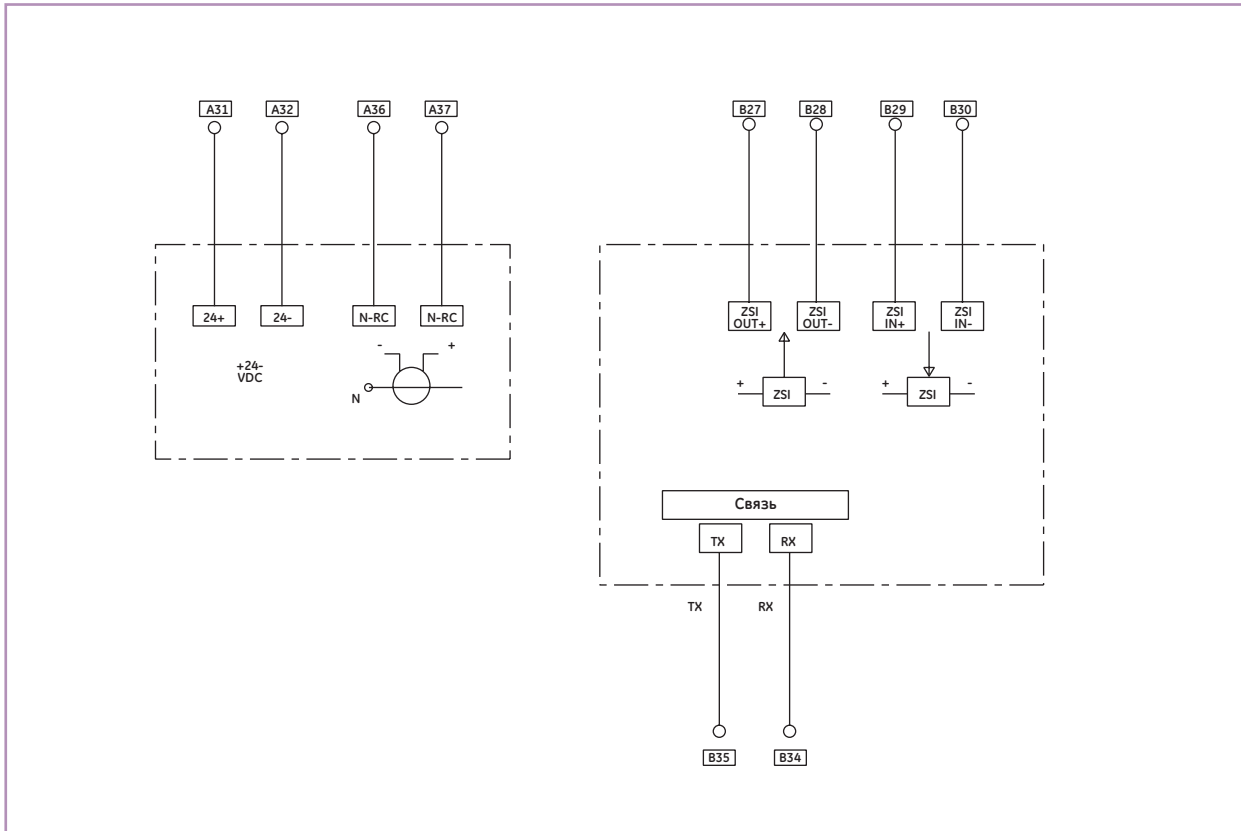 A31 A32 A36 A37
B27 B28 B29 B30
24+ 24- N-RC N-RC
ZSI ZSI ZSI ZSI
OUT+ OUT- IN+ IN-
- +
+24-
VDC
N
+ ZSI - + ZSI -
Связь
TX RX
TX RX
B35 B34